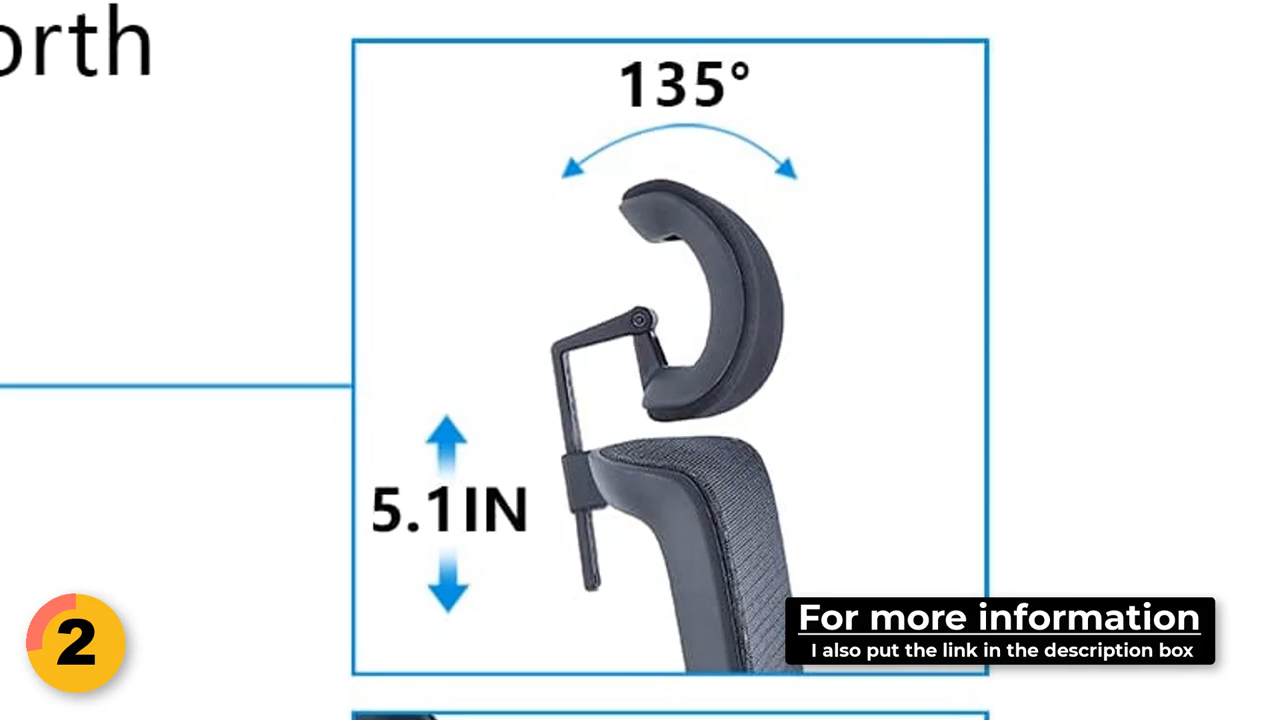 orth
135°
5.1IN
2
For more information
I also put the link in the description box